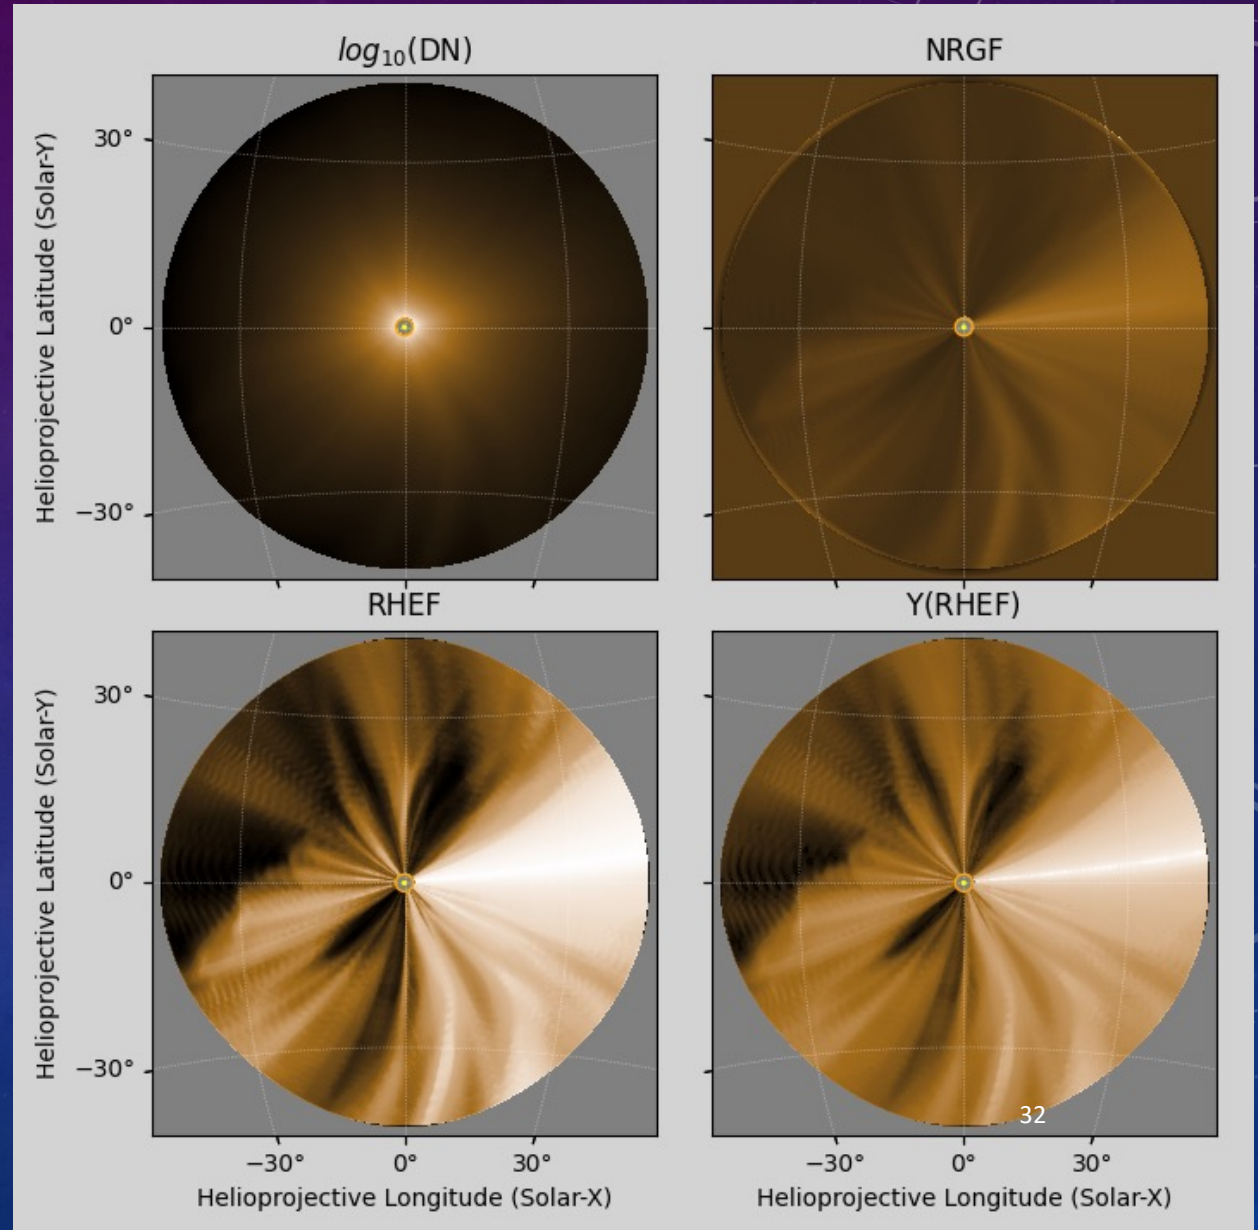 log₁₀(DN)
NRGF
Helioprojective Latitude (Solar-Y)
30°
0°
−30°
RHEF
Y(RHEF)
Helioprojective Latitude (Solar-Y)
30°
0°
−30°
32
−30° 0° 30°
−30° 0° 30°
Helioprojective Longitude (Solar-X)
Helioprojective Longitude (Solar-X)